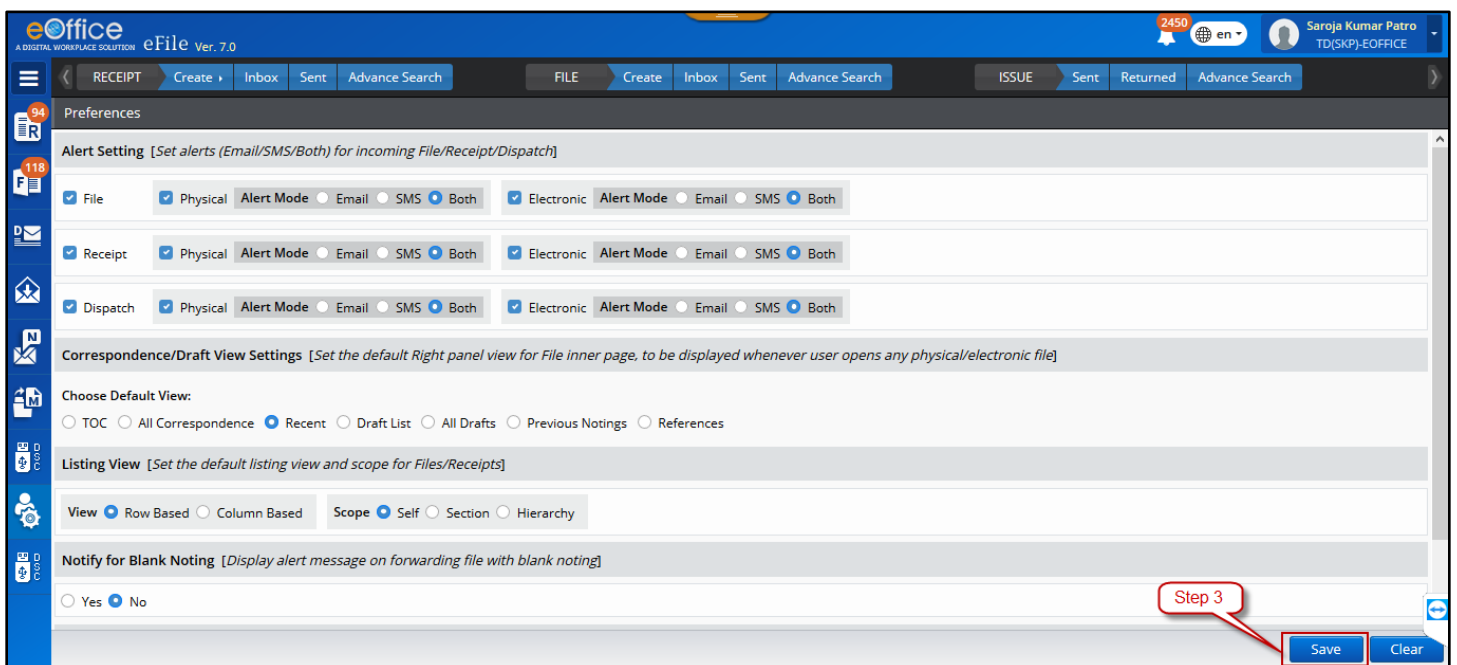 eOffice
A DIGITAL WORKPLACE SOLUTION eFile Ver. 7.0
2450
en
Saroja Kumar Patro
TD(SKP)-EOFFICE
RECEIPT Create Inbox Sent Advance Search FILE Create Inbox Sent Advance Search ISSUE Sent Returned Advance Search
94
R
Preferences
Alert Setting [Set alerts (Email/SMS/Both) for incoming File/Receipt/Dispatch]
118
F
File Physical Alert Mode Email SMS Both Electronic Alert Mode Email SMS Both
D
Receipt Physical Alert Mode Email SMS Both Electronic Alert Mode Email SMS Both
Dispatch Physical Alert Mode Email SMS Both Electronic Alert Mode Email SMS Both
N
Correspondence/Draft View Settings [Set the default Right panel view for File inner page, to be displayed whenever user opens any physical/electronic file]
M
Choose Default View:
TOC All Correspondence Recent Draft List All Drafts Previous Notings References
DSC
Listing View [Set the default listing view and scope for Files/Receipts]
View Row Based Column Based Scope Self Section Hierarchy
DSC
Notify for Blank Noting [Display alert message on forwarding file with blank noting]
Yes No
Step 3
Save Clear